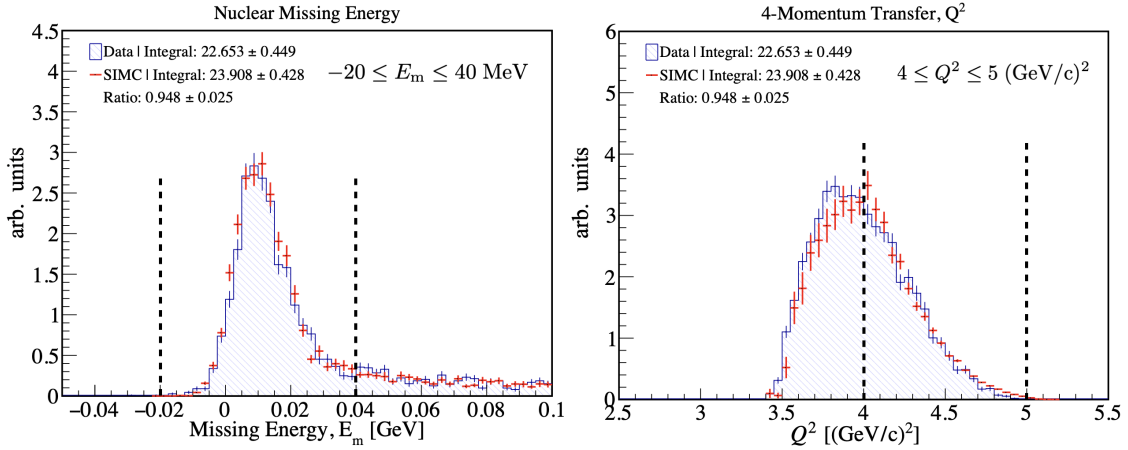 Nuclear Missing Energy
Data | Integral: 22.653 ± 0.449
SIMC | Integral: 23.908 ± 0.428
Ratio: 0.948 ± 0.025
−20 ≤ Eₘ ≤ 40 MeV
arb. units
4.5
4
3.5
3
2.5
2
1.5
1
0.5
0
−0.04
−0.02
0
0.02
0.04
0.06
0.08
0.1
Missing Energy, Eₘ [GeV]
4-Momentum Transfer, Q²
Data | Integral: 22.653 ± 0.449
SIMC | Integral: 23.908 ± 0.428
Ratio: 0.948 ± 0.025
4 ≤ Q² ≤ 5 (GeV/c)²
arb. units
6
5
4
3
2
1
0
2.5
3
3.5
4
4.5
5
5.5
Q² [(GeV/c)²]